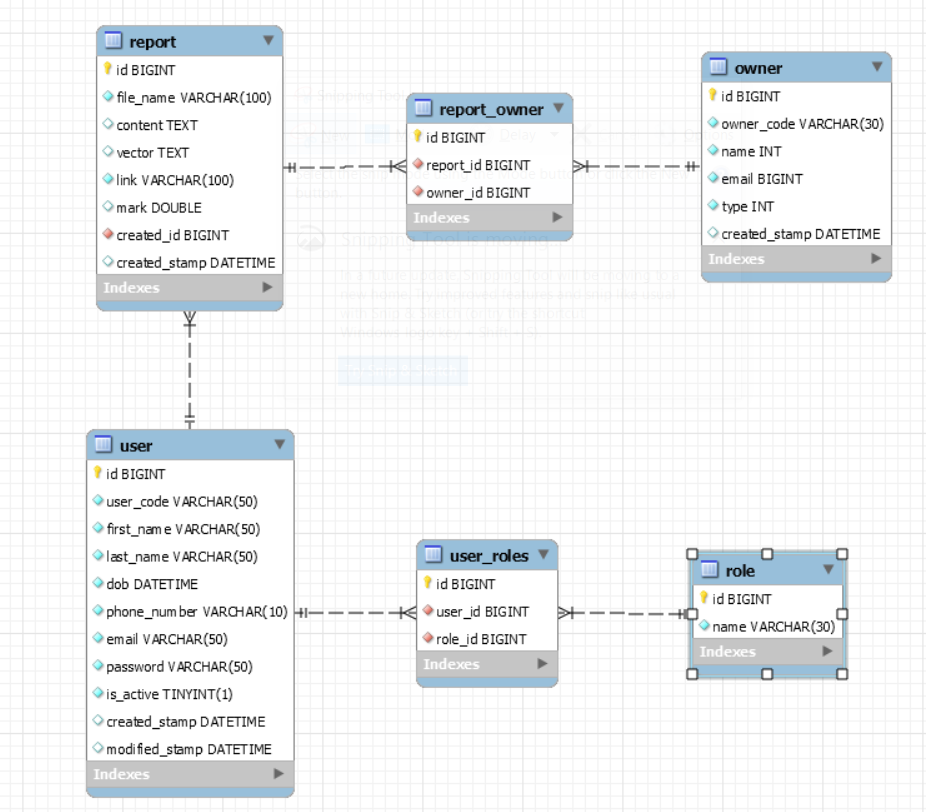 report
id BIGINT
file_name VARCHAR(100)
content TEXT
vector TEXT
link VARCHAR(100)
mark DOUBLE
created_id BIGINT
created_stamp DATETIME
Indexes
report_owner
id BIGINT
report_id BIGINT
owner_id BIGINT
Indexes
owner
id BIGINT
owner_code VARCHAR(30)
name INT
email BIGINT
type INT
created_stamp DATETIME
Indexes
user
id BIGINT
user_code VARCHAR(50)
first_name VARCHAR(50)
last_name VARCHAR(50)
dob DATETIME
phone_number VARCHAR(10)
email VARCHAR(50)
password VARCHAR(50)
is_active TINYINT(1)
created_stamp DATETIME
modified_stamp DATETIME
Indexes
user_roles
id BIGINT
user_id BIGINT
role_id BIGINT
Indexes
role
id BIGINT
name VARCHAR(30)
Indexes